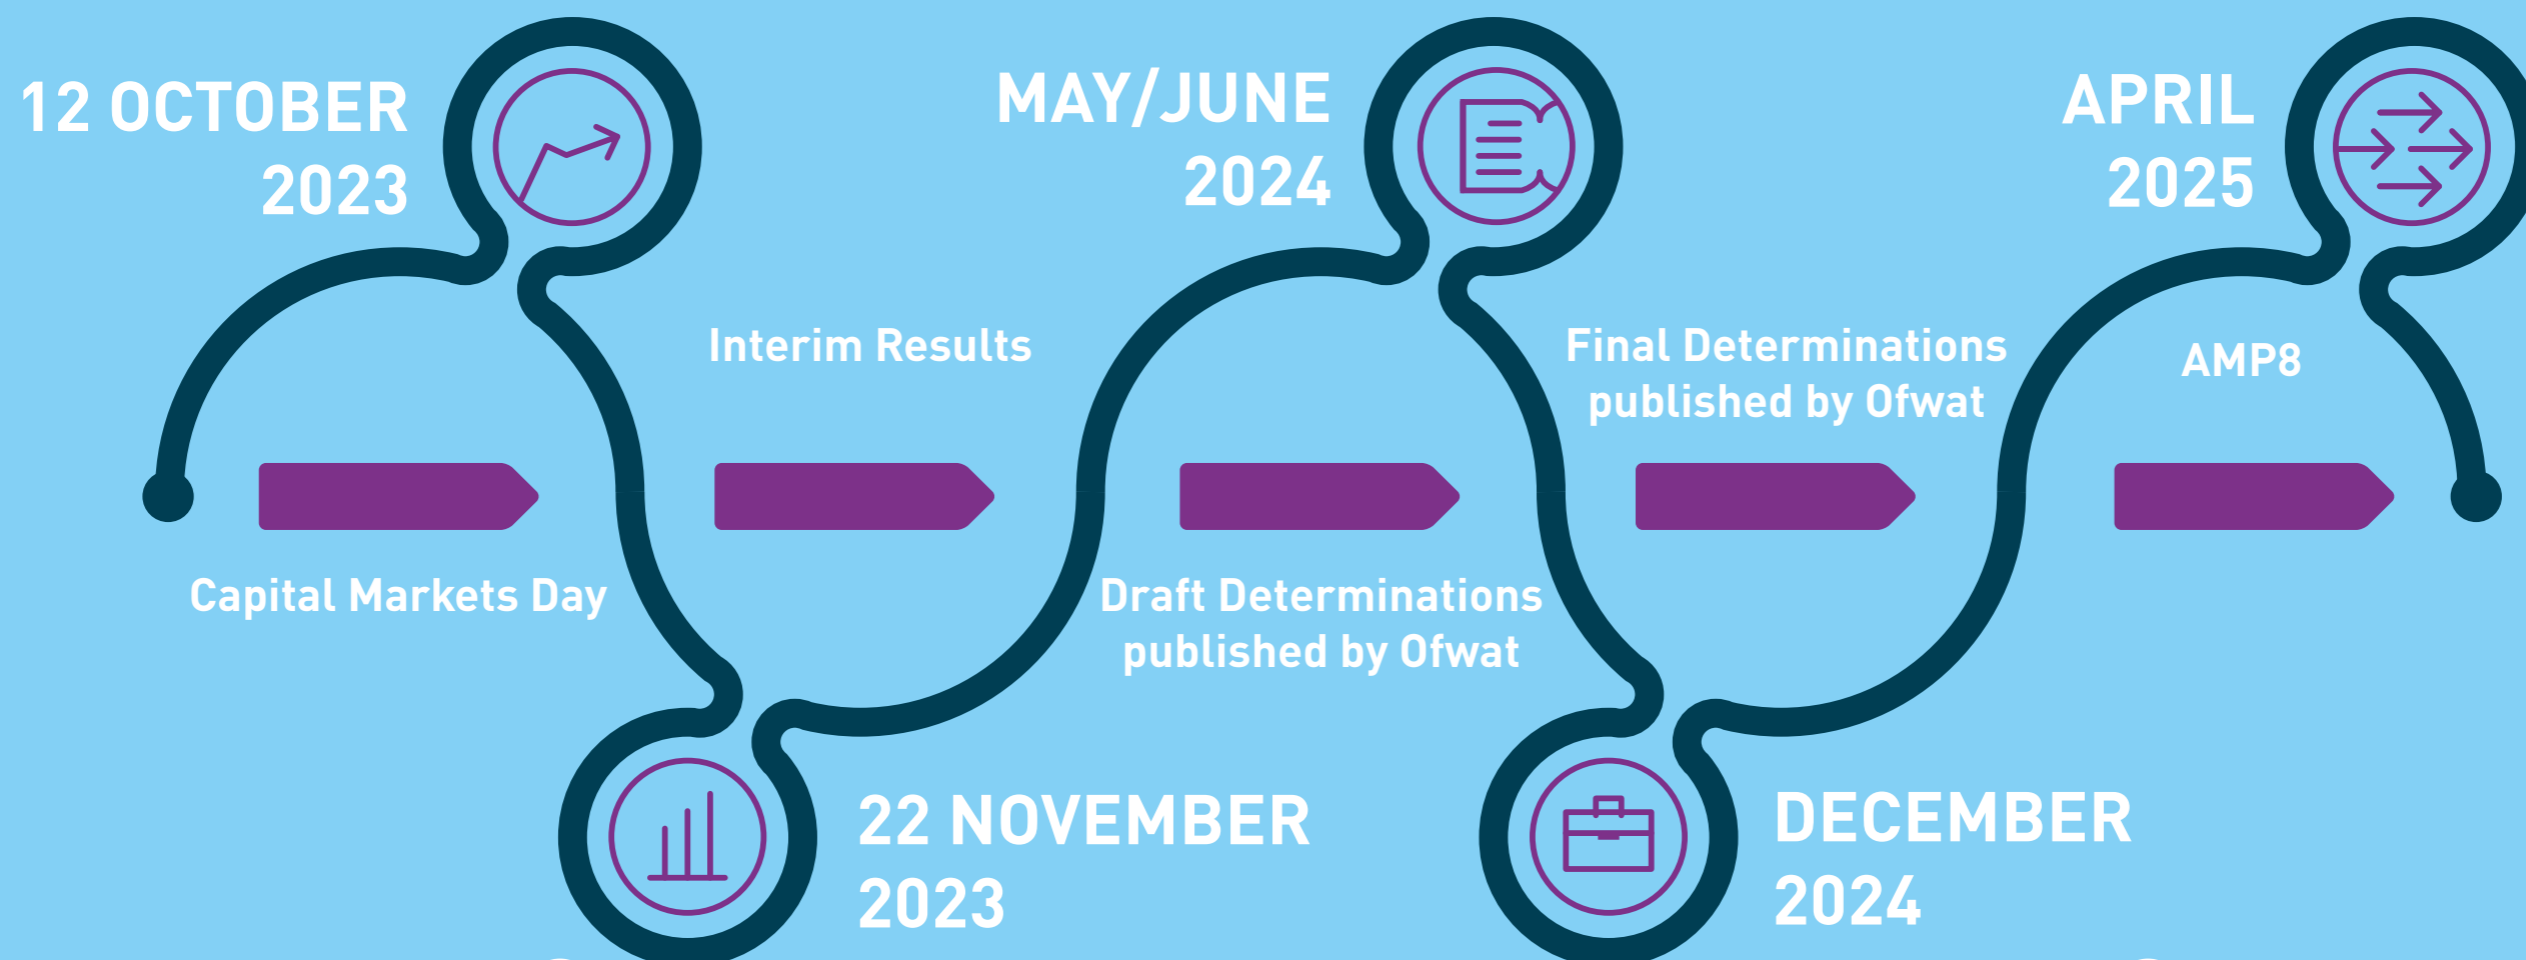 12 OCTOBER
2023
Capital Markets Day
Interim Results
22 NOVEMBER
2023
MAY/JUNE
2024
Draft Determinations
published by Ofwat
Final Determinations
published by Ofwat
DECEMBER
2024
APRIL
2025
AMP8